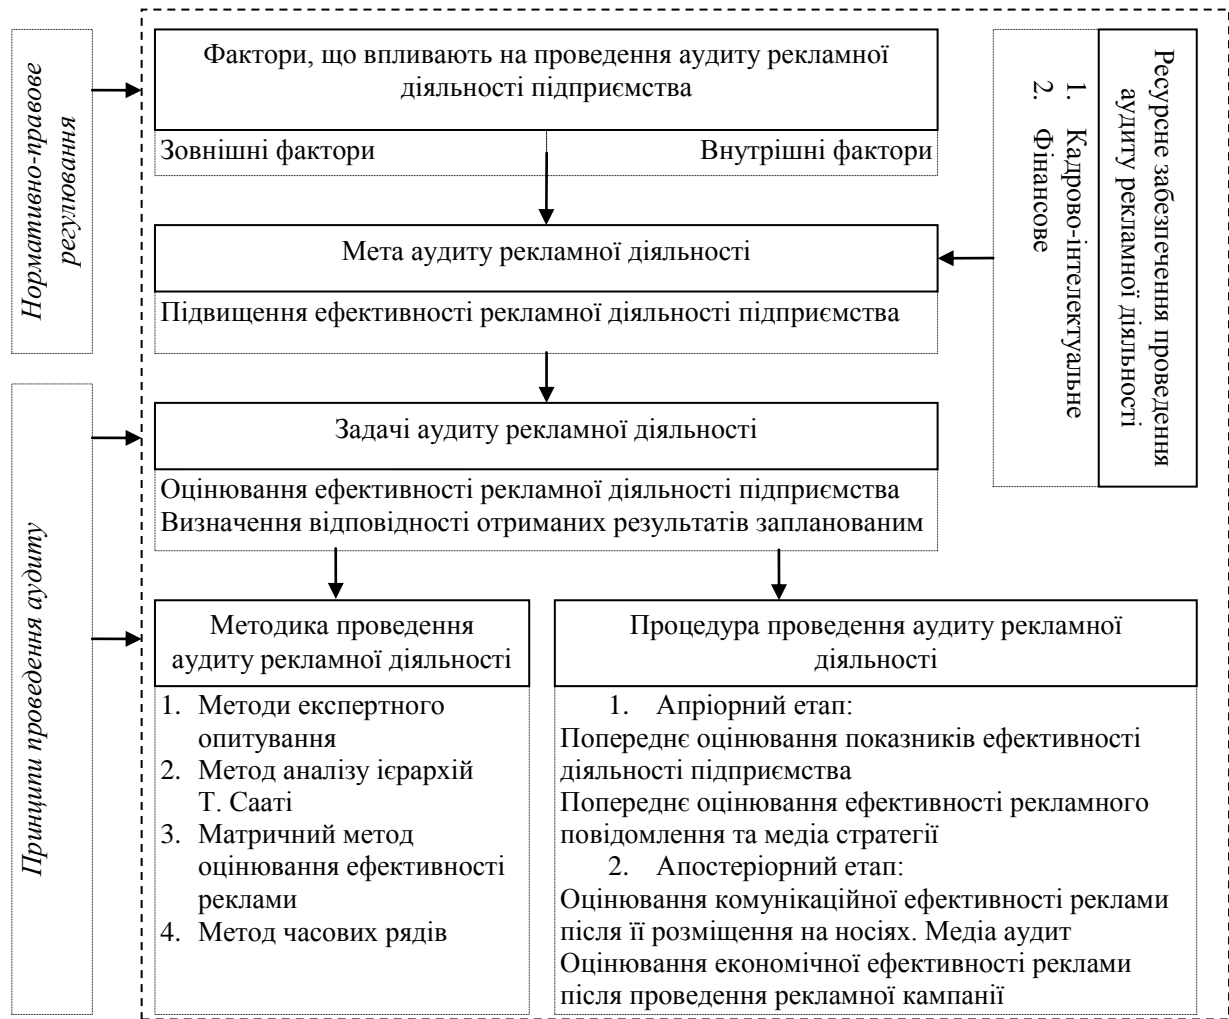 Нормативно-правове
регулювання
Принципи проведення аудиту
Фактори, що впливають на проведення аудиту рекламної
діяльності підприємства
Зовнішні фактори
Внутрішні фактори
Мета аудиту рекламної діяльності
Підвищення ефективності рекламної діяльності підприємства
Задачі аудиту рекламної діяльності
Оцінювання ефективності рекламної діяльності підприємства
Визначення відповідності отриманих результатів запланованим
Методика проведення
аудиту рекламної діяльності
1. Методи експертного
опитування
2. Метод аналізу ієрархій
Т. Сааті
3. Матричний метод
оцінювання ефективності
реклами
4. Метод часових рядів
Процедура проведення аудиту рекламної
діяльності
1. Апріорний етап:
Попереднє оцінювання показників ефективності
діяльності підприємства
Попереднє оцінювання ефективності рекламного
повідомлення та медіа стратегії
2. Апостеріорний етап:
Оцінювання комунікаційної ефективності реклами
після її розміщення на носіях. Медіа аудит
Оцінювання економічної ефективності реклами
після проведення рекламної кампанії
Ресурсне забезпечення проведення
аудиту рекламної діяльності
1. Кадрово-інтелектуальне
2. Фінансове